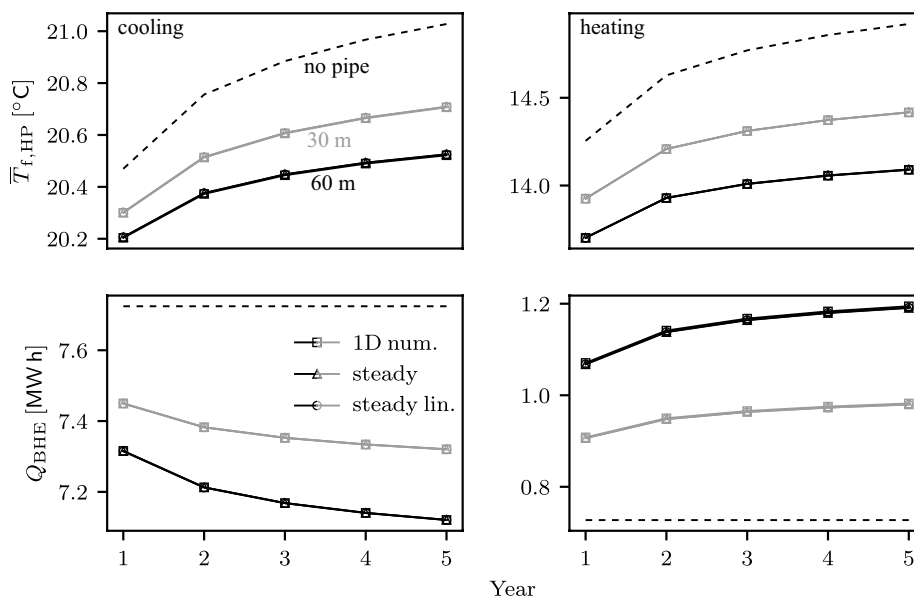 cooling
no pipe
30 m
60 m
21.0
20.8
20.6
20.4
20.2
T̅f,HP [°C]
heating
14.5
14.0
1D num.
steady
steady lin.
7.6
7.4
7.2
QBHE [MWh]
1 2 3 4 5
1.2
1.0
0.8
1 2 3 4 5
Year